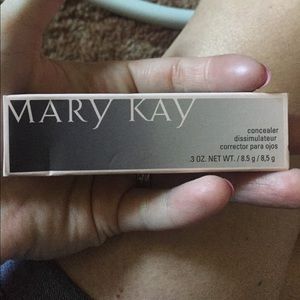 MARY KAY
concealer
dissimulateur
corrector para ojos
.3 OZ. NET WT. / 8.5 g / 8,5 g